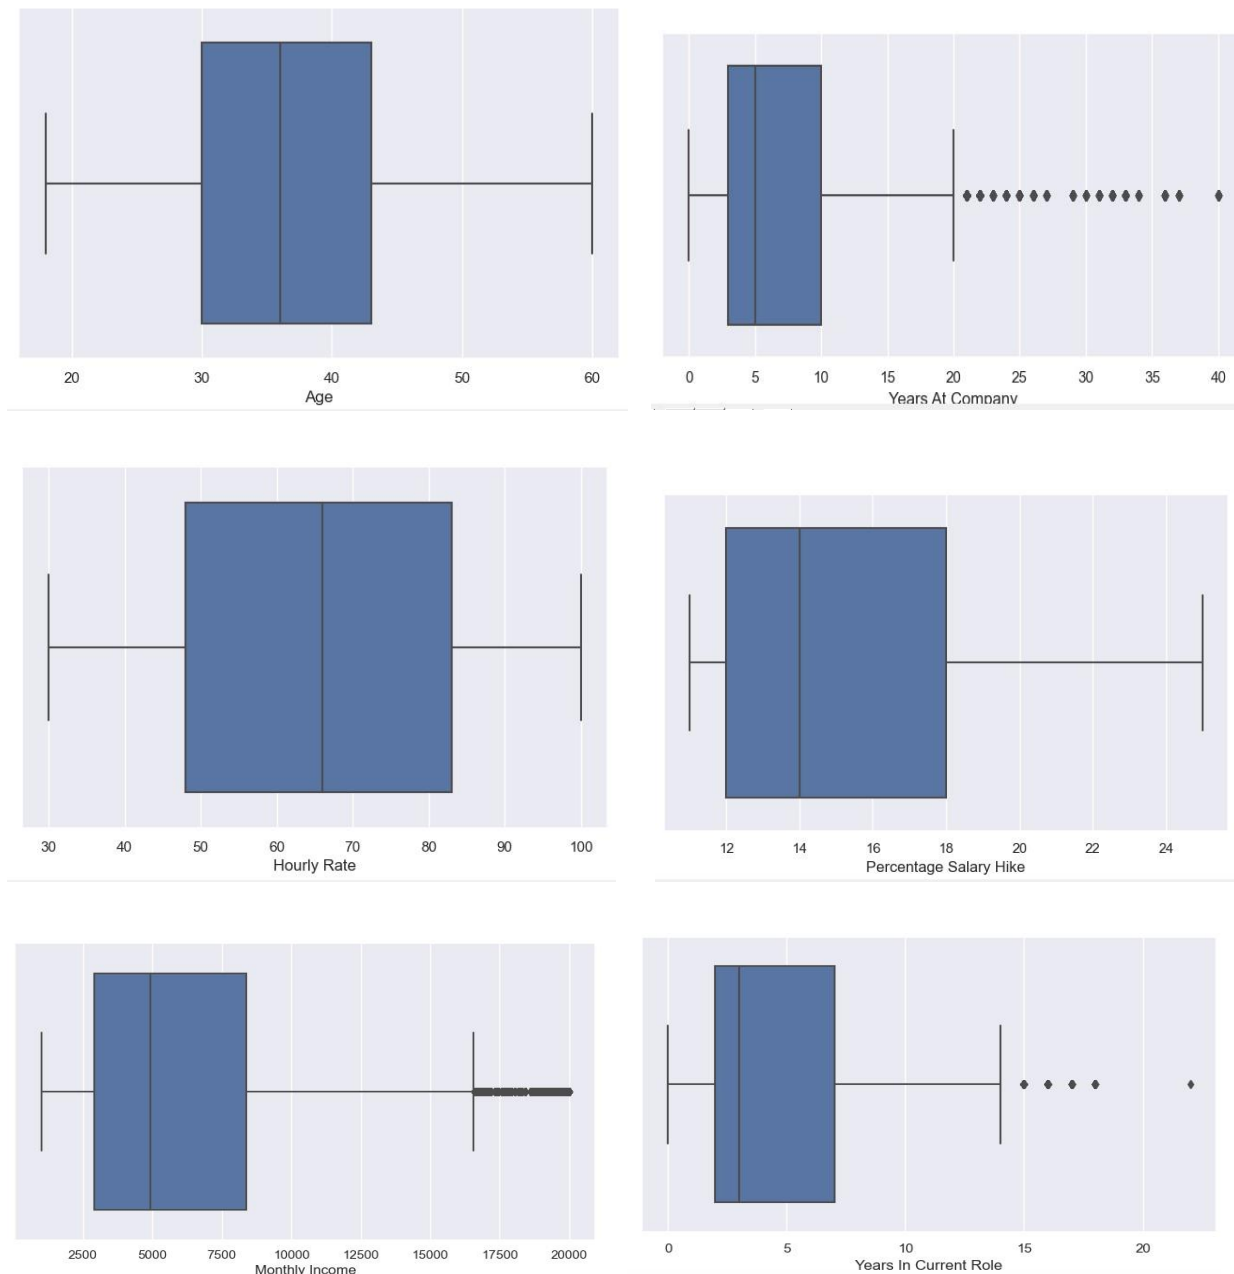 20 30 40 50 60
Age
0 5 10 15 20 25 30 35 40
Years At Company
30 40 50 60 70 80 90 100
Hourly Rate
12 14 16 18 20 22 24
Percentage Salary Hike
2500 5000 7500 10000 12500 15000 17500 20000
Monthly Income
0 5 10 15 20
Years In Current Role